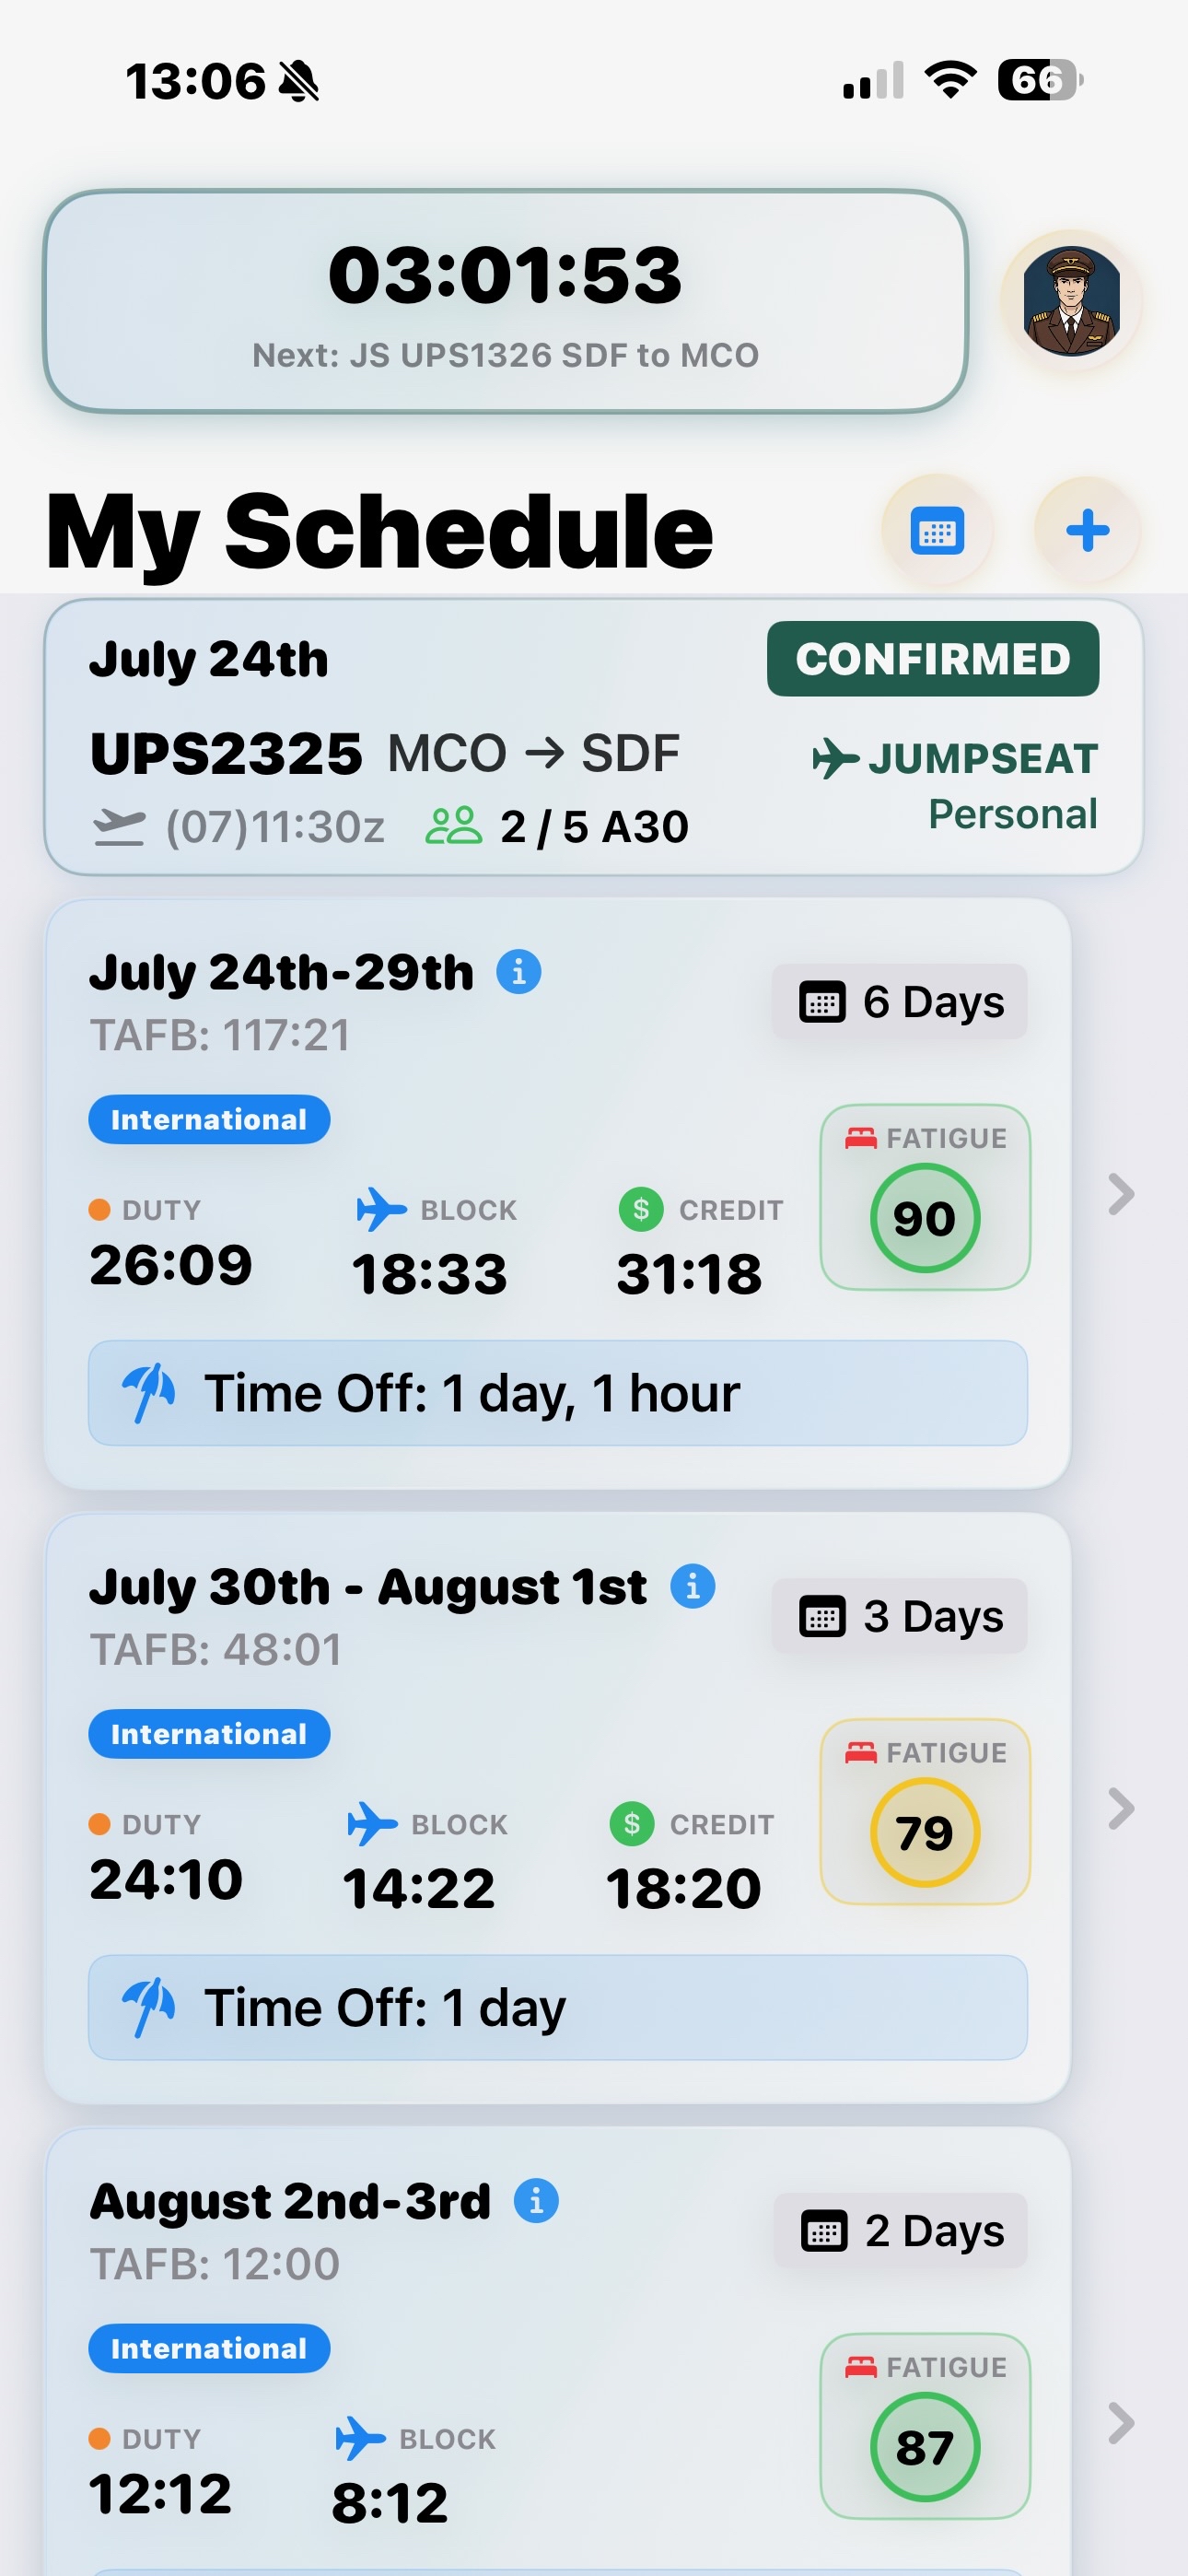 13:06
66
03:01:53
Next: JS UPS1326 SDF to MCO
My Schedule
July 24th
CONFIRMED
UPS2325 MCO → SDF
JUMPSEAT
(07)11:30z 2 / 5 A30
Personal
July 24th-29th
6 Days
TAFB: 117:21
International
FATIGUE
90
DUTY BLOCK CREDIT
26:09 18:33 31:18
Time Off: 1 day, 1 hour
July 30th - August 1st
3 Days
TAFB: 48:01
International
FATIGUE
79
DUTY BLOCK CREDIT
24:10 14:22 18:20
Time Off: 1 day
August 2nd-3rd
2 Days
TAFB: 12:00
International
FATIGUE
87
DUTY BLOCK
12:12 8:12